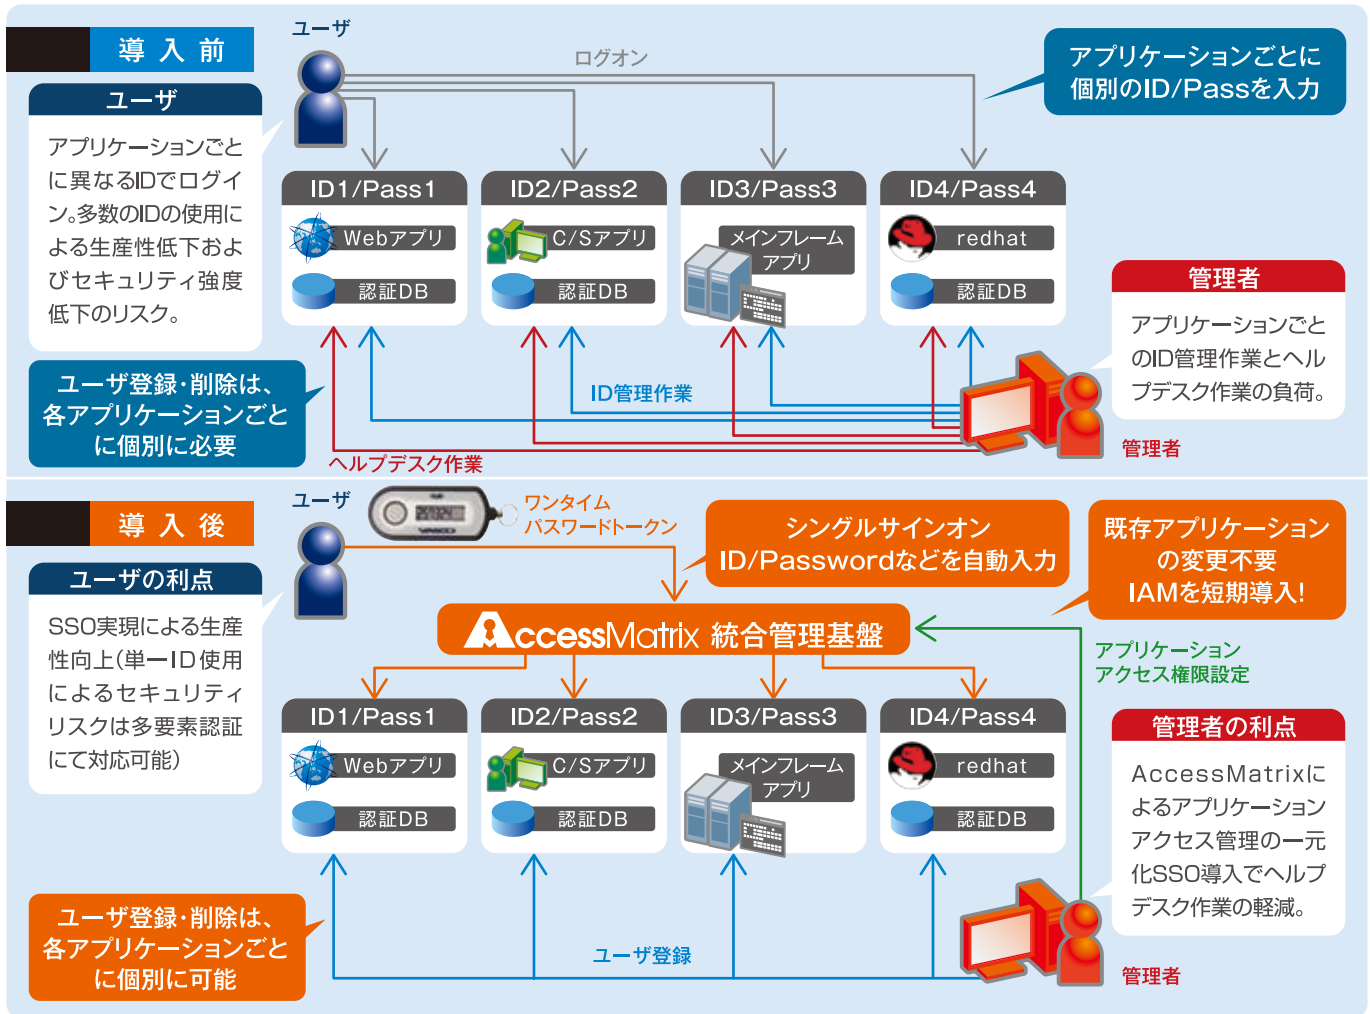 導入前
ユーザ
ログオン
アプリケーションごとに
個別のID/Passを入力
ユーザ
アプリケーションごと
に異なるIDでログイ
ン。多数のIDの使用に
よる生産性低下およ
びセキュリティ強度
低下のリスク。
ID1/Pass1
Webアプリ
認証DB
ID2/Pass2
C/Sアプリ
認証DB
ID3/Pass3
メインフレーム
アプリ
ID4/Pass4
redhat
認証DB
管理者
アプリケーションごと
のID管理作業とヘル
プデスク作業の負荷。
ユーザ登録・削除は、
各アプリケーションごと
に個別に必要
ID管理作業
ヘルプデスク作業
管理者
導入後
ユーザ
ワンタイム
パスワードトークン
シングルサインオン
ID/Passwordなどを自動入力
既存アプリケーション
の変更不要
IAMを短期導入!
ユーザの利点
SSO実現による生産
性向上(単一ID使用
によるセキュリティ
リスクは多要素認証
にて対応可能)
AccessMatrix 統合管理基盤
アプリケーション
アクセス権限設定
ID1/Pass1
Webアプリ
認証DB
ID2/Pass2
C/Sアプリ
認証DB
ID3/Pass3
メインフレーム
アプリ
ID4/Pass4
redhat
認証DB
管理者の利点
AccessMatrixに
よるアプリケーション
アクセス管理の一元
化SSO導入でヘルプ
デスク作業の軽減。
ユーザ登録・削除は、
各アプリケーションごと
に個別に可能
ユーザ登録
管理者